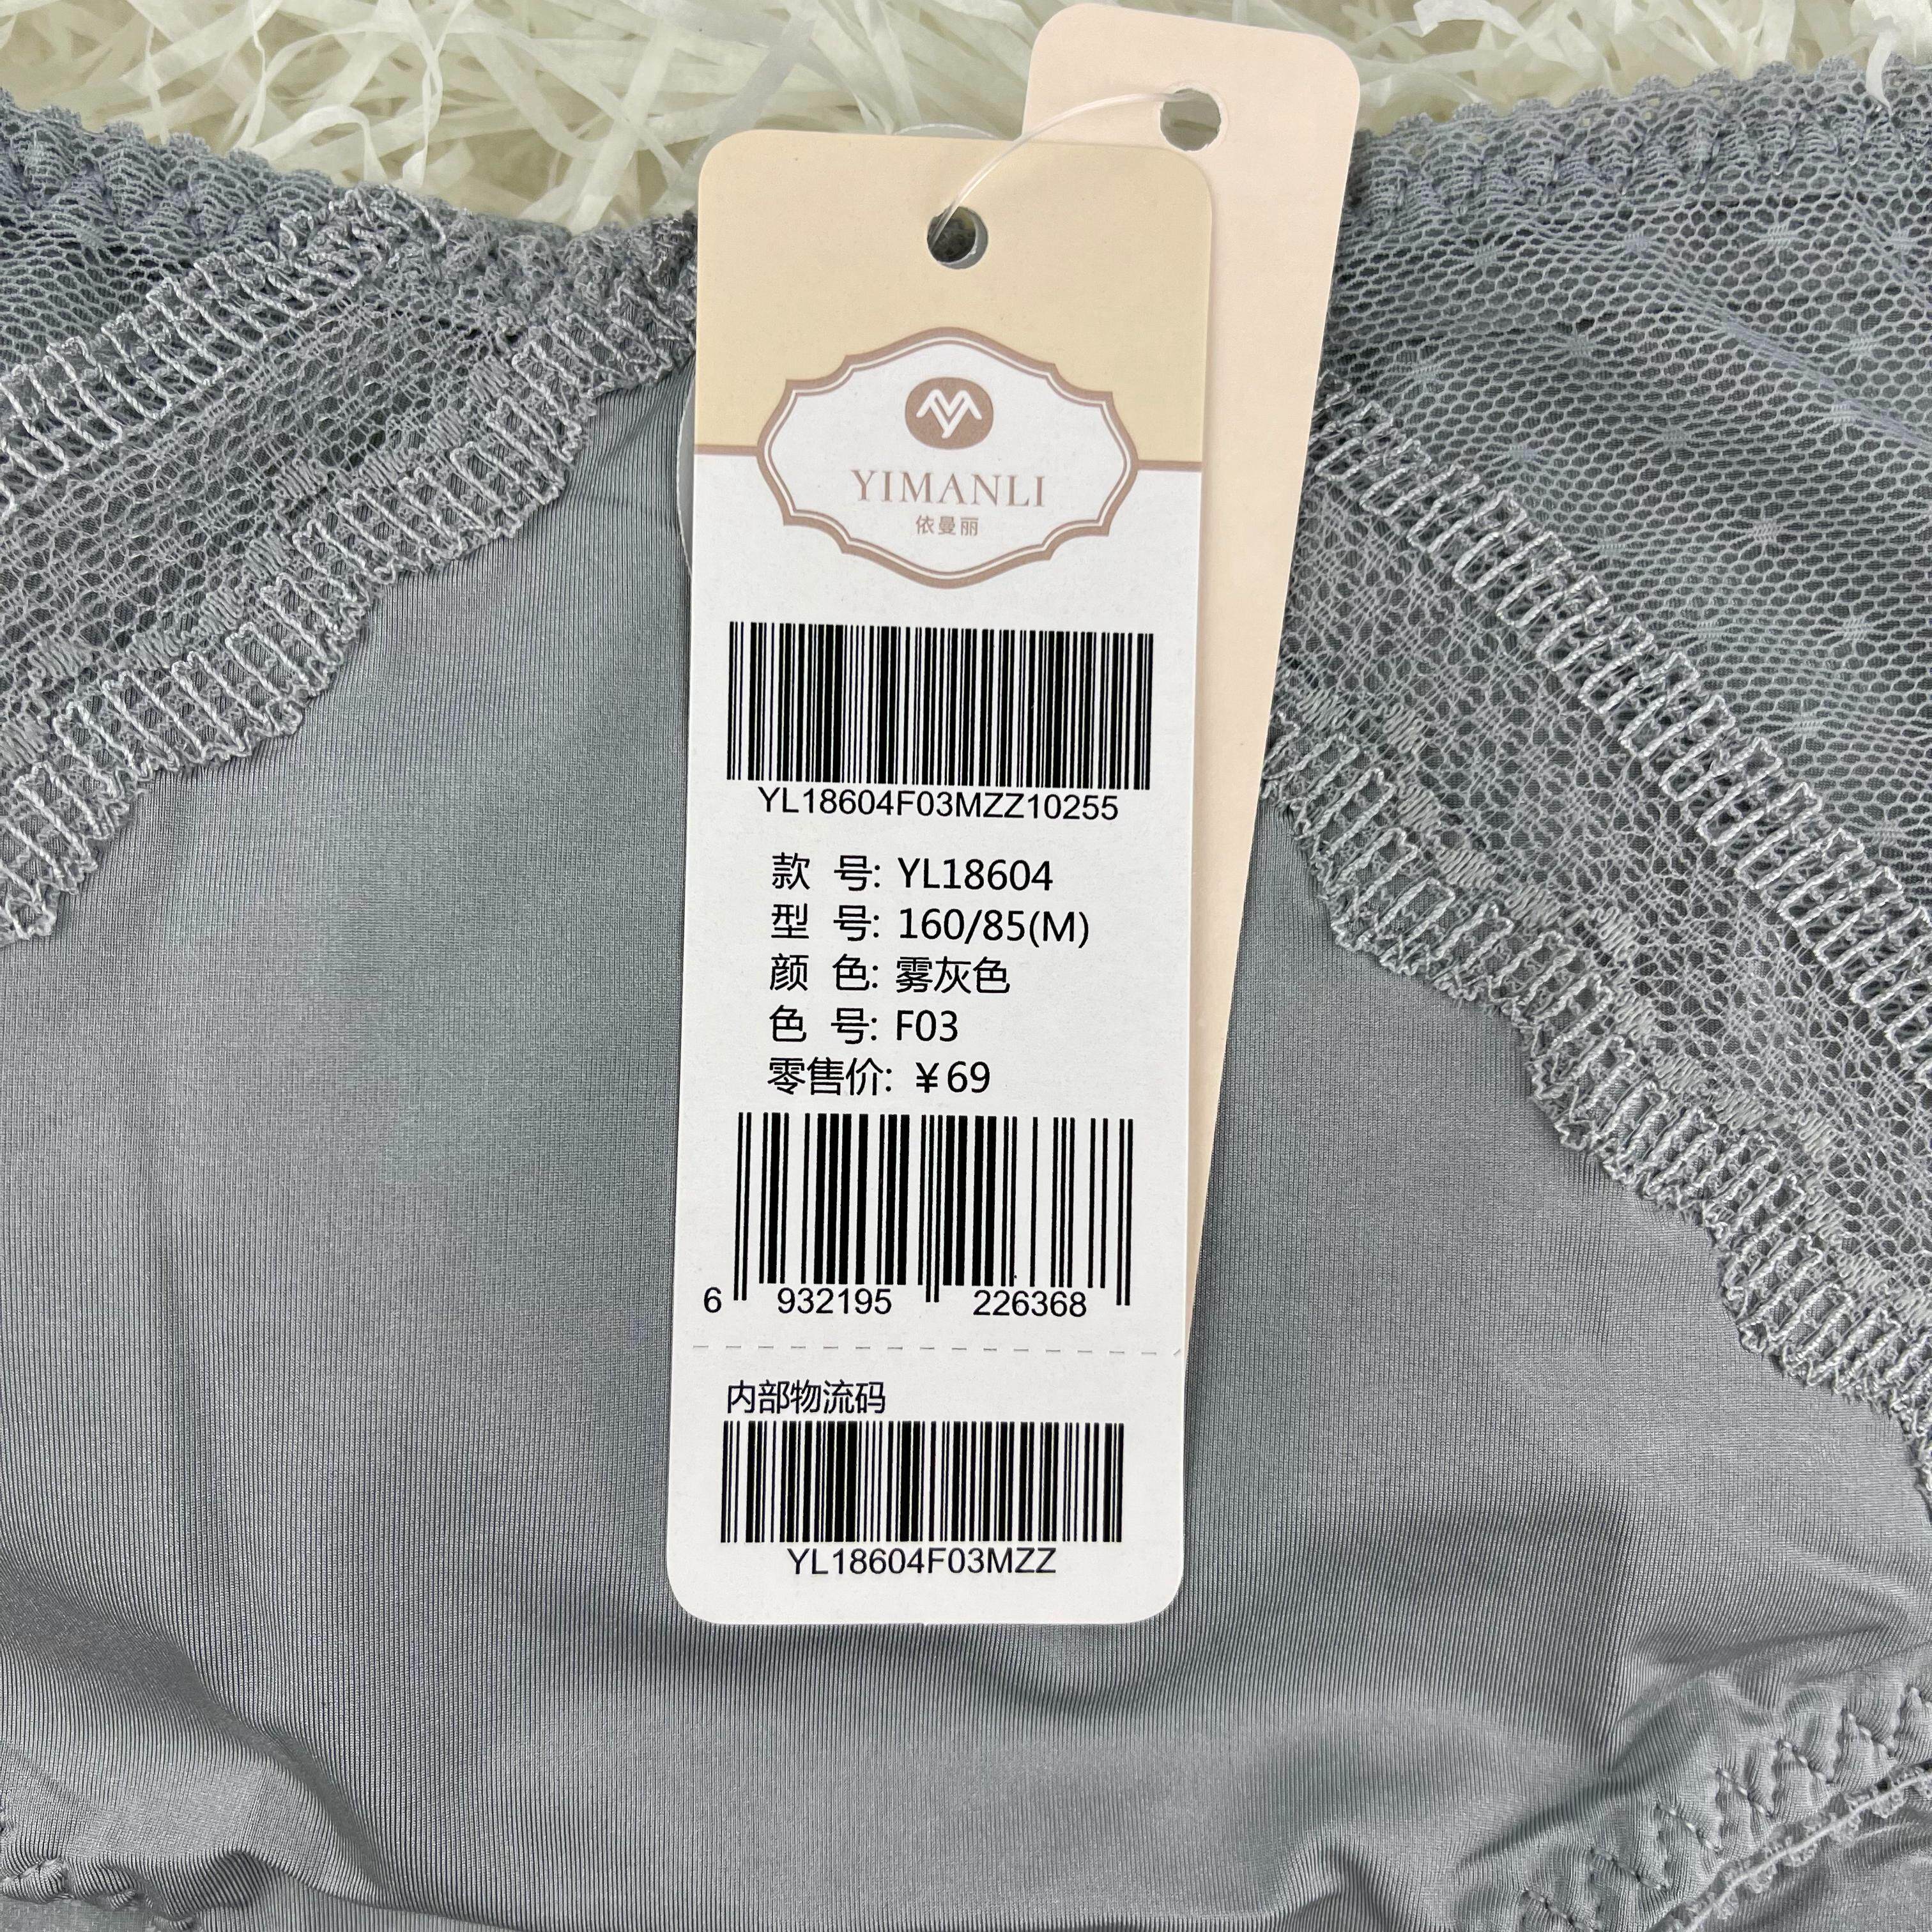 YIMANLI
依曼丽
YL18604F03MZZ10255
款 号: YL18604
型 号: 160/85(M)
颜 色: 雾灰色
色 号: F03
零售价: ¥69
6 932195 226368
内部物流码
YL18604F03MZZ